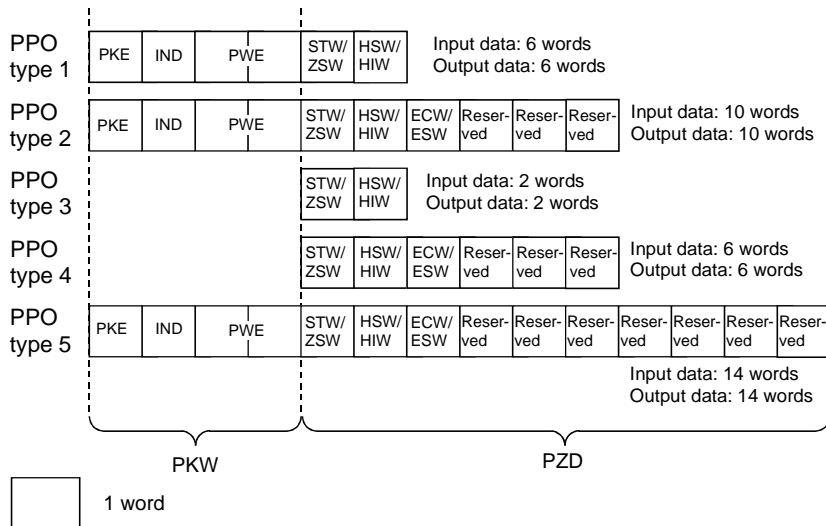 PPO
type 1
PKE IND PWE STW/ HSW/
ZSW HIW
Input data: 6 words
Output data: 6 words
PPO
type 2
PKE IND PWE STW/ HSW/ ECW/ Reser- Reser- Reser-
ZSW HIW ESW ved ved ved
Input data: 10 words
Output data: 10 words
PPO
type 3
STW/ HSW/
ZSW HIW
Input data: 2 words
Output data: 2 words
PPO
type 4
STW/ HSW/ ECW/ Reser- Reser- Reser-
ZSW HIW ESW ved ved ved
Input data: 6 words
Output data: 6 words
PPO
type 5
PKE IND PWE STW/ HSW/ ECW/ Reser- Reser- Reser- Reser- Reser- Reser- Reser-
ZSW HIW ESW ved ved ved ved ved ved ved
Input data: 14 words
Output data: 14 words
PKW PZD
1 word